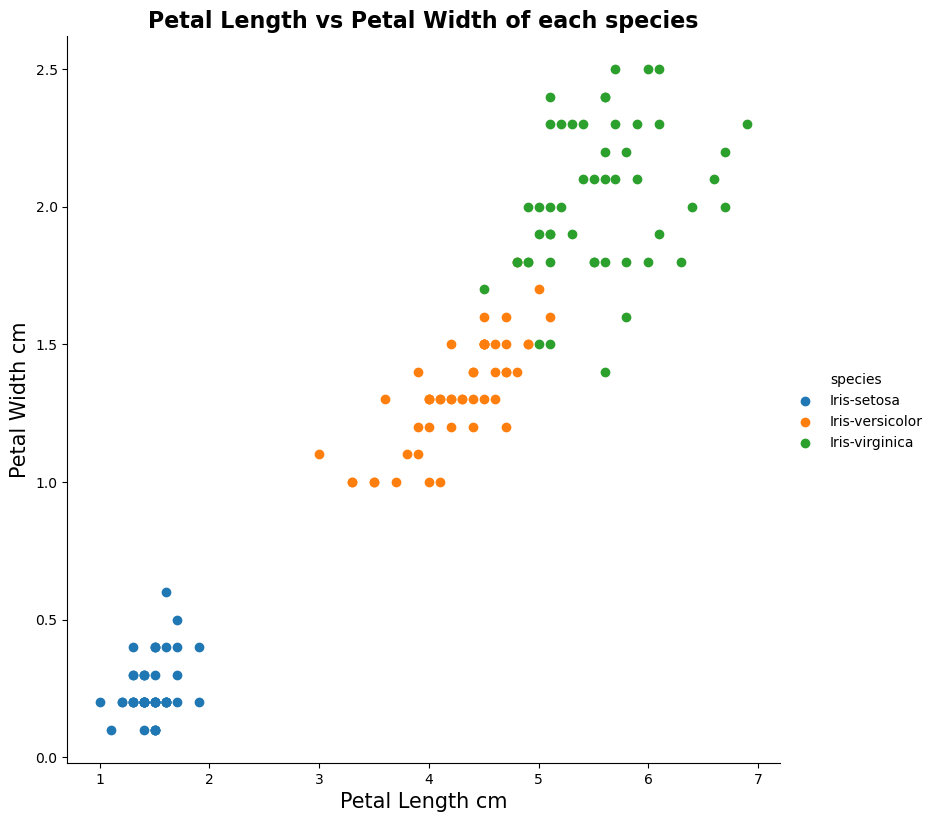 Petal Length vs Petal Width of each species
2.5
2.0
1.5
1.0
0.5
0.0
Petal Width cm
1 2 3 4 5 6 7
Petal Length cm
species
Iris-setosa
Iris-versicolor
Iris-virginica